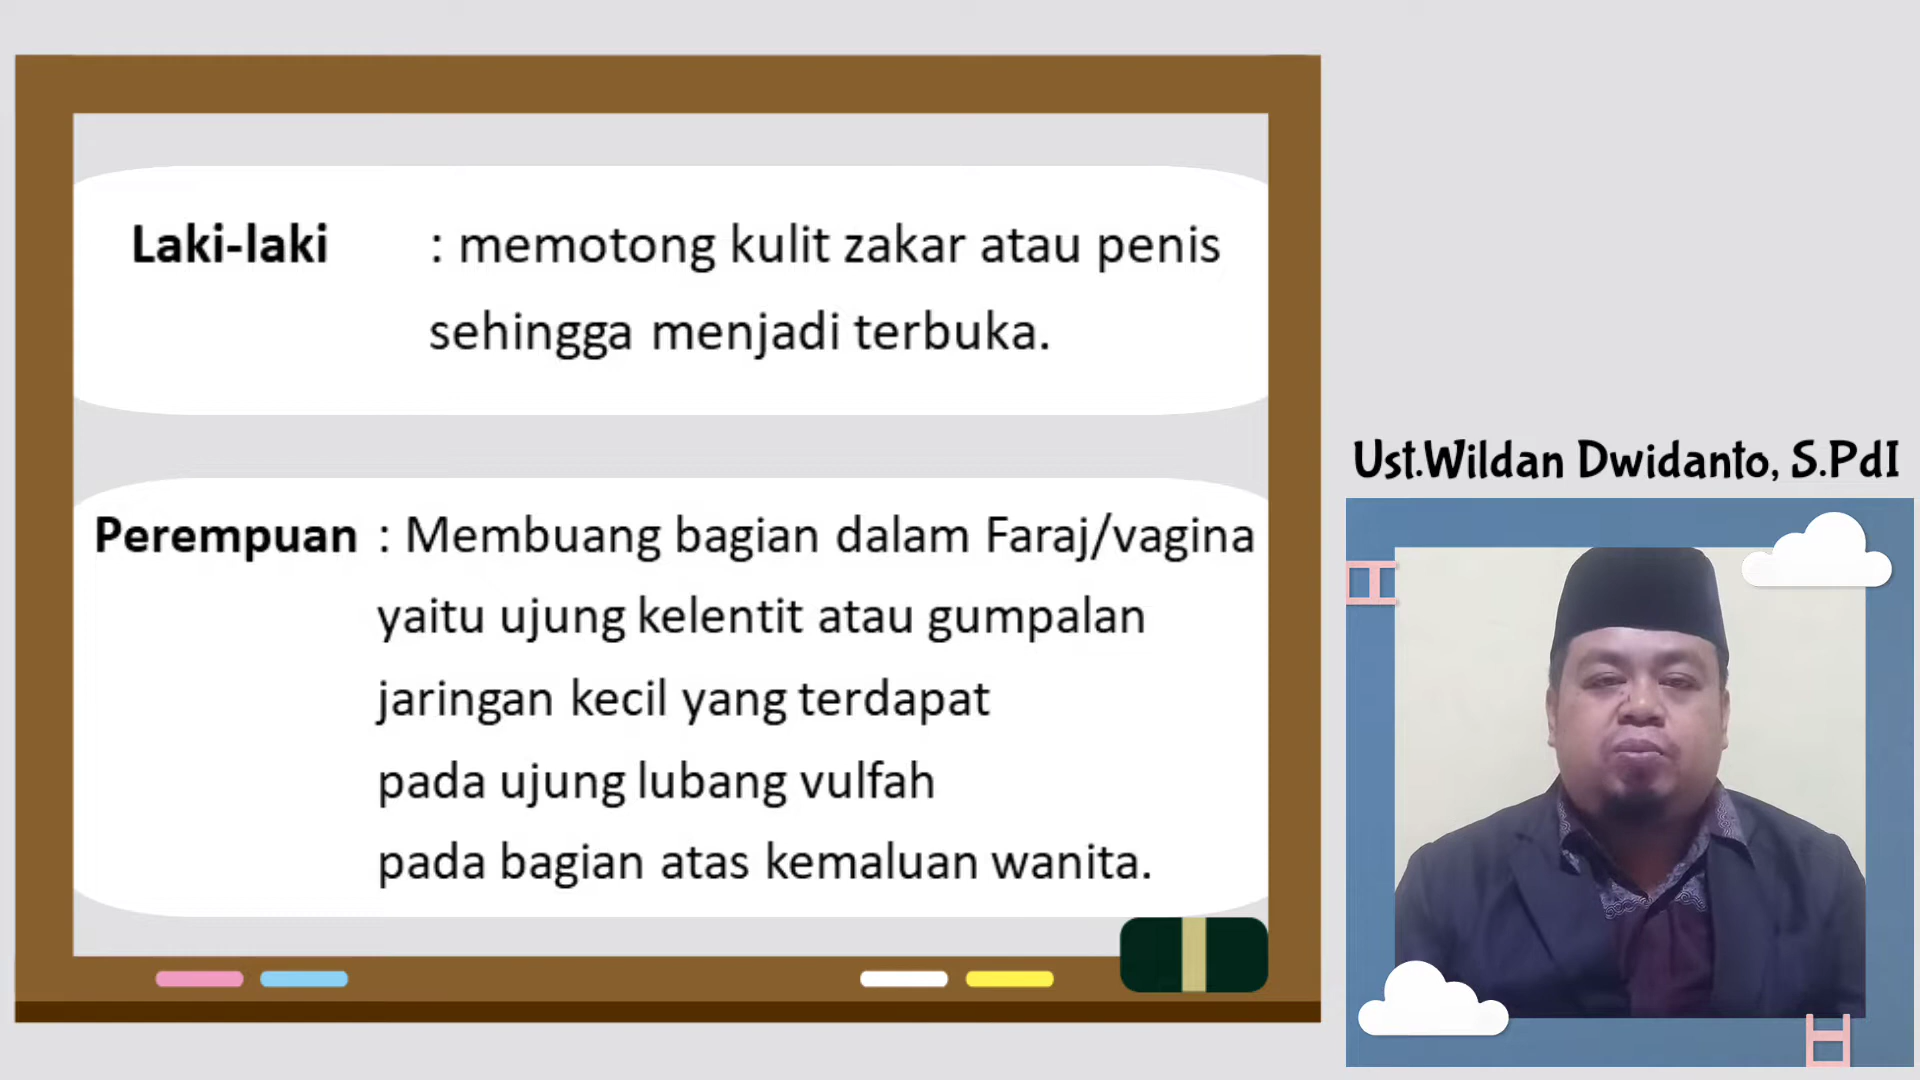 Laki-laki : memotong kulit zakar atau penis
sehingga menjadi terbuka.
Perempuan : Membuang bagian dalam Faraj/vagina
yaitu ujung kelentit atau gumpalan
jaringan kecil yang terdapat
pada ujung lubang vulfah
pada bagian atas kemaluan wanita.
Ust.Wildan Dwidanto, S.PdI